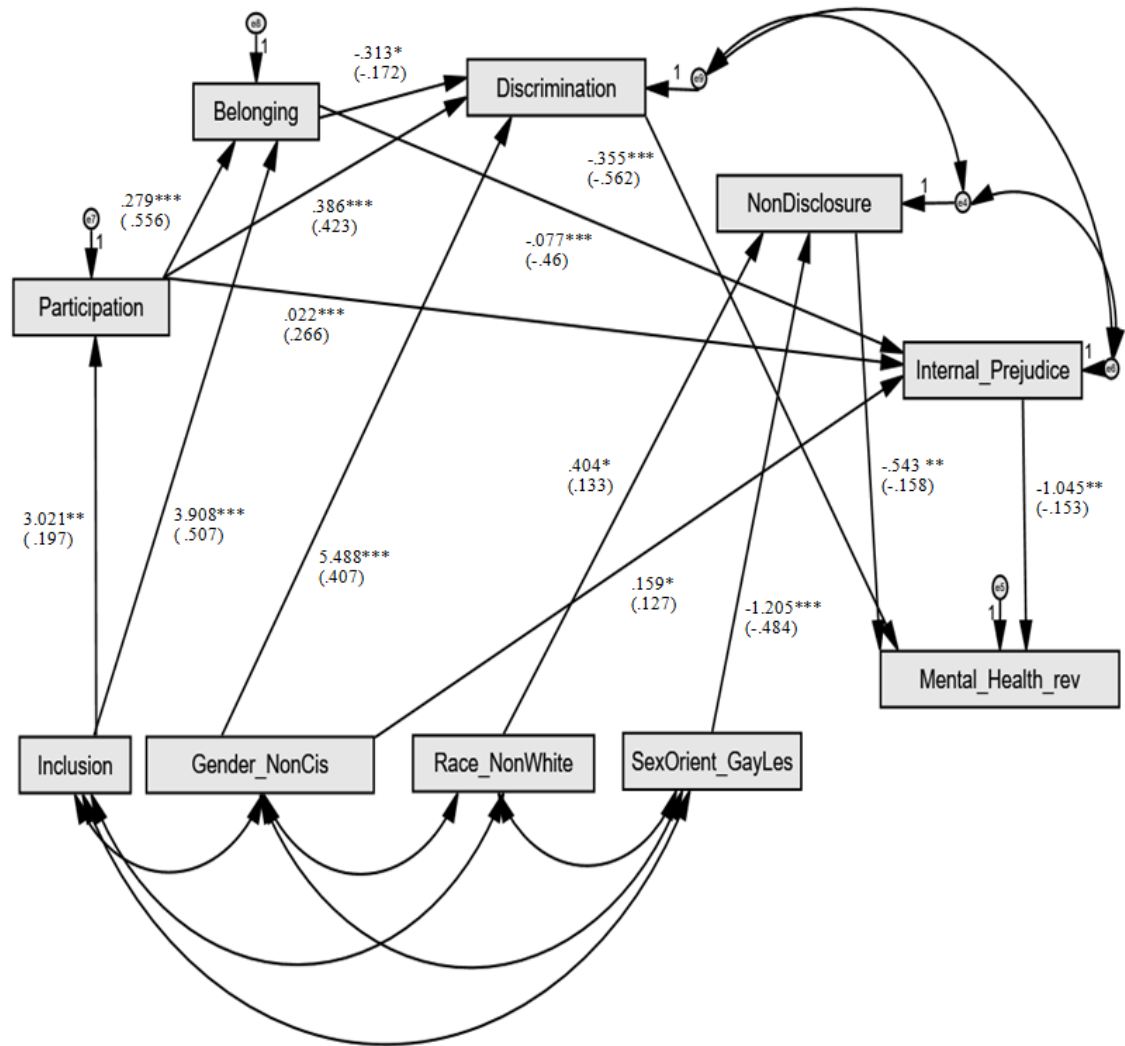 e8
1
-.313*
(-.172)
Discrimination
1
e9
Belonging
-.355***
(-.562)
NonDisclosure
1
e4
.279***
(.556)
.386***
(.423)
e7
1
-.077***
(-.46)
Participation
.022***
(.266)
Internal_Prejudice
1
e6
.404*
(.133)
-.543 **
(-.158)
-1.045**
(-.153)
3.021**
( .197)
3.908***
( .507)
5.488***
(.407)
.159*
(.127)
-1.205***
(-.484)
e5
1
Mental_Health_rev
Inclusion
Gender_NonCis
Race_NonWhite
SexOrient_GayLes